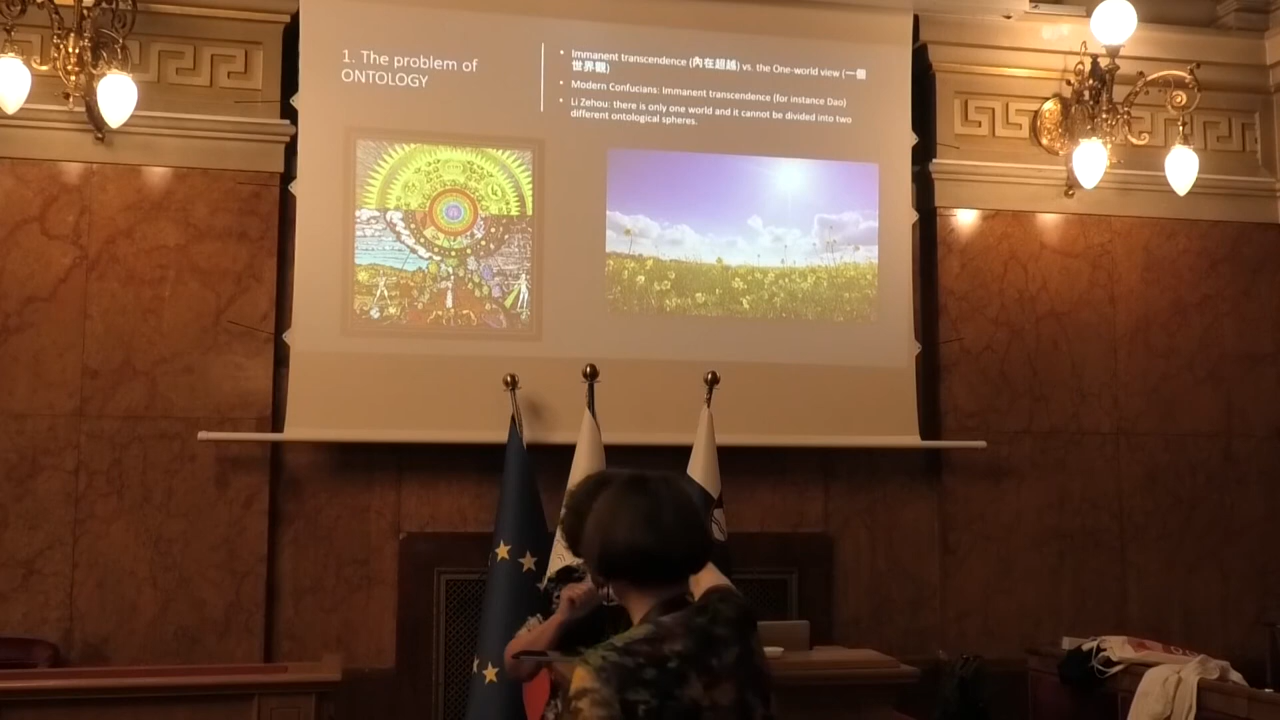 1. The problem of
ONTOLOGY
• Immanent transcendence (內在超越) vs. the One-world view (一個
世界觀)
• Modern Confucians: Immanent transcendence (for instance Dao)
• Li Zehou: there is only one world and it cannot be divided into two
different ontological spheres.